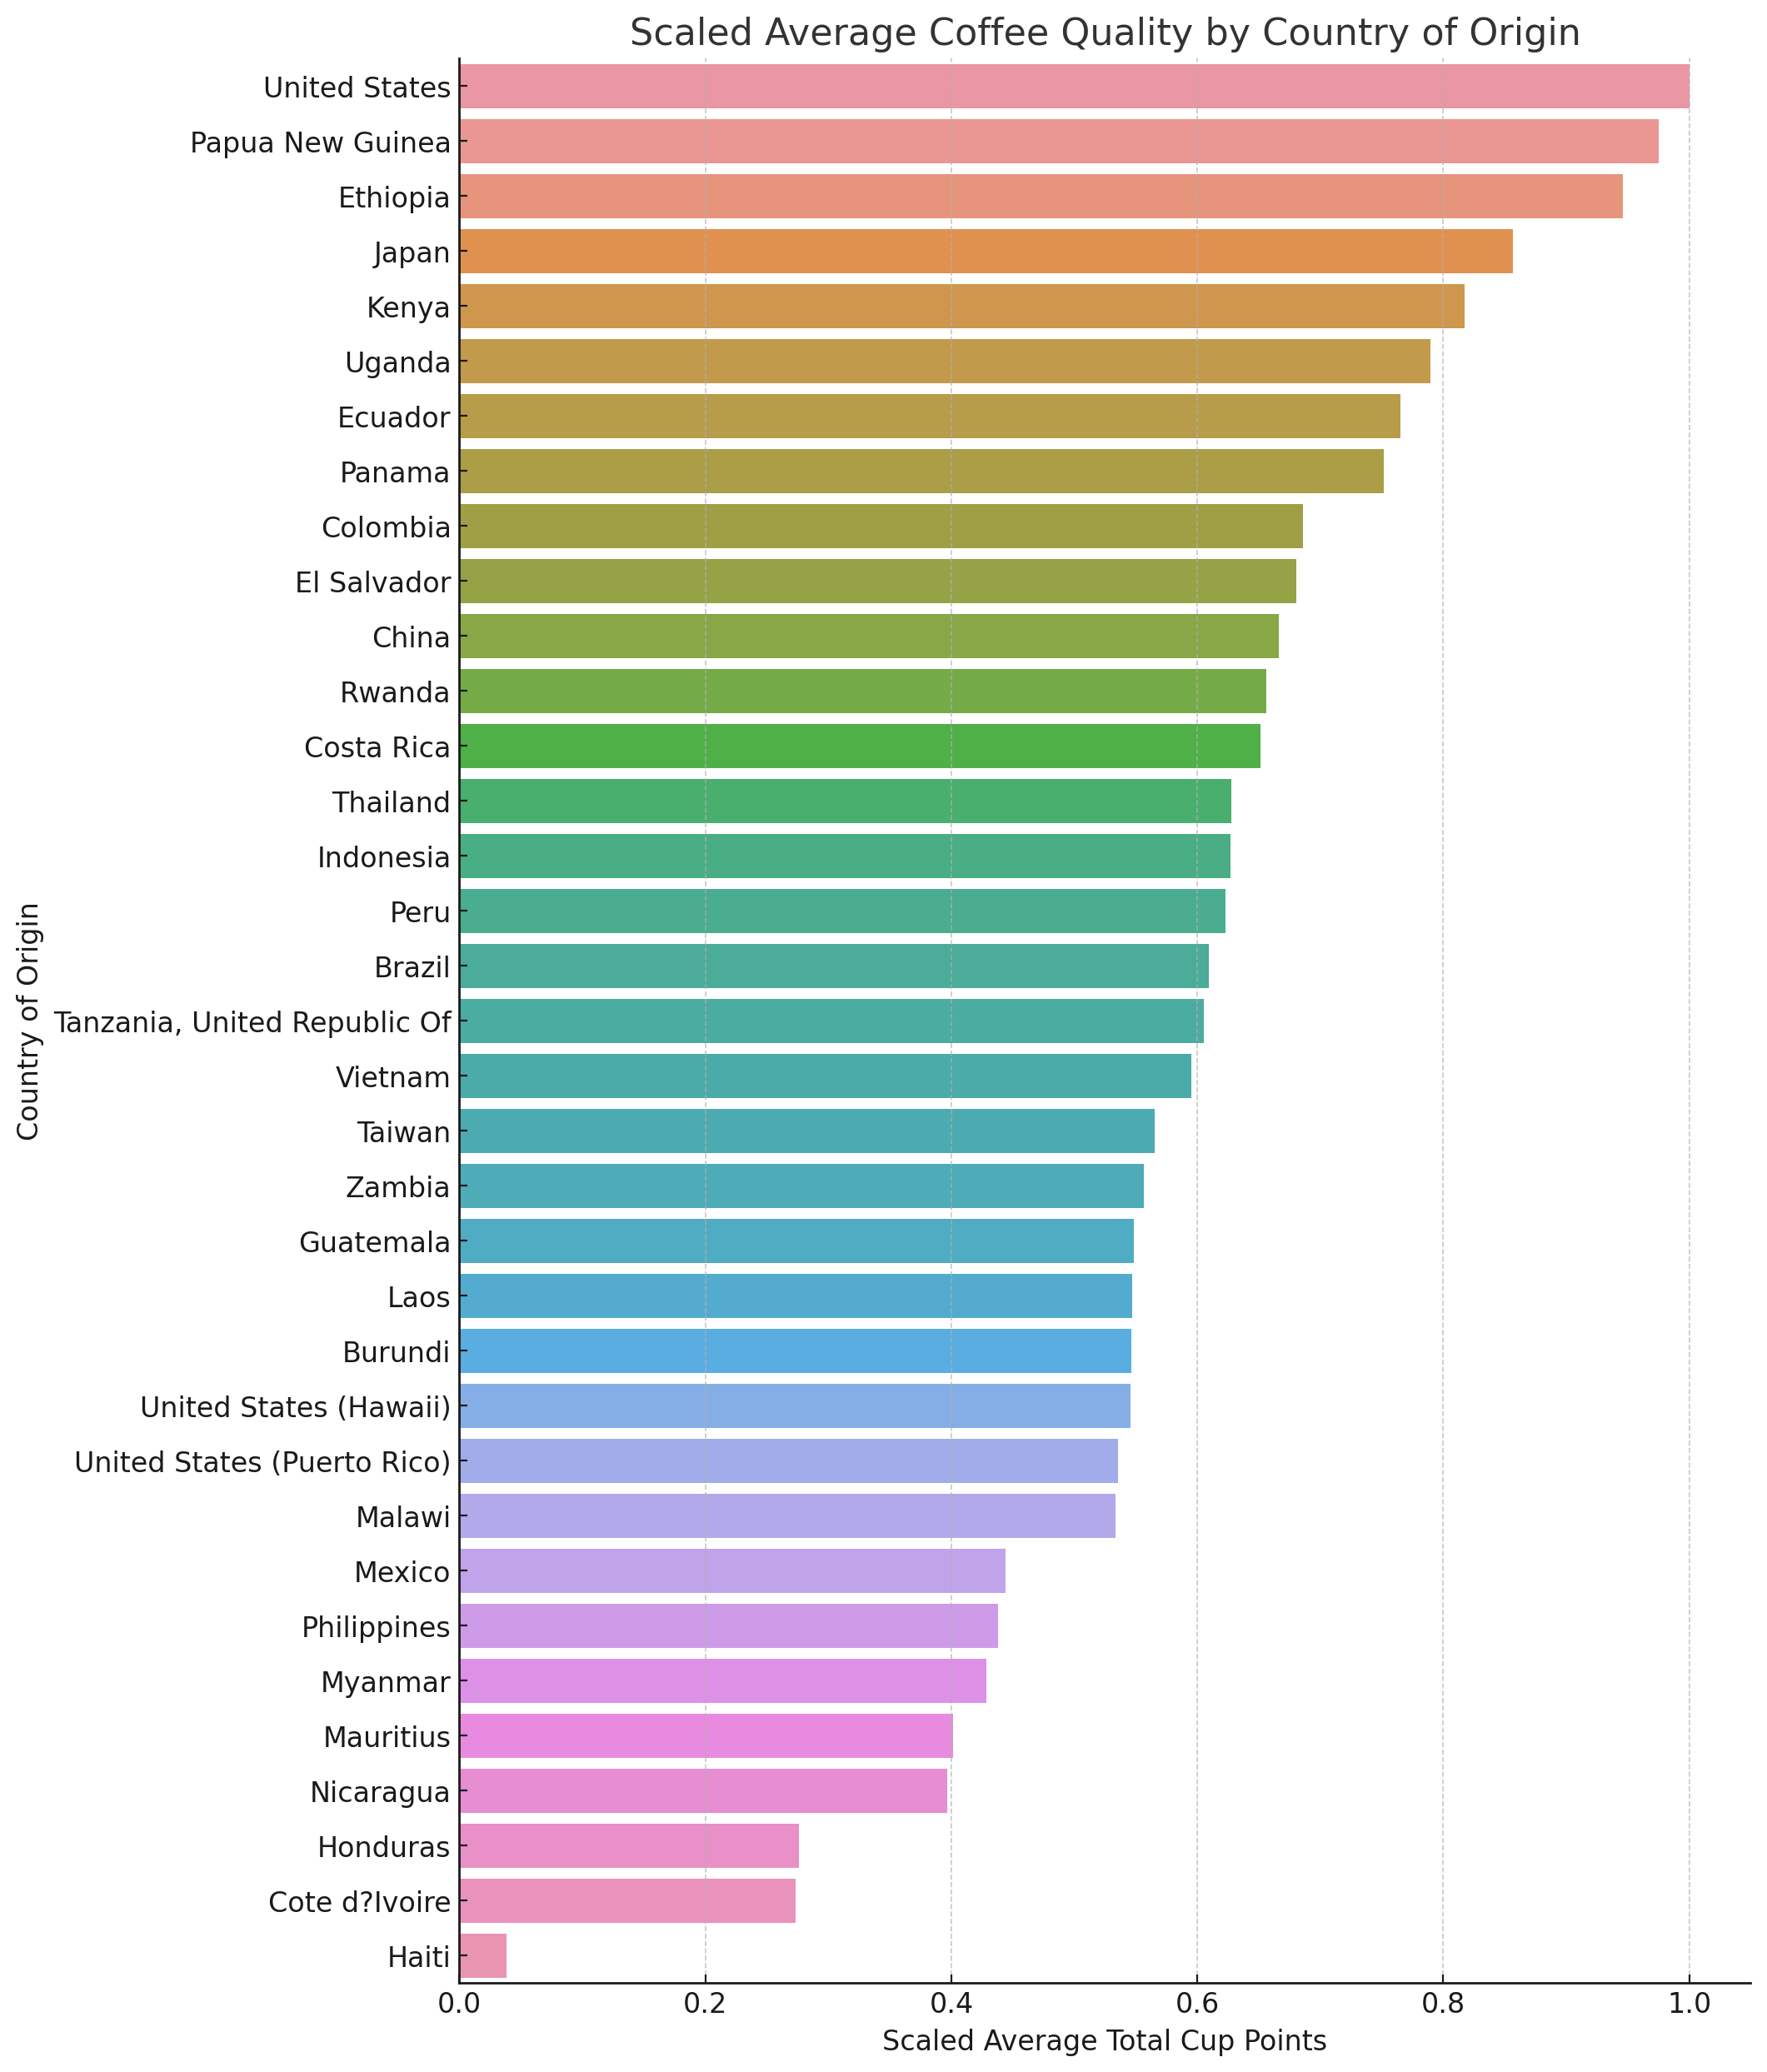 Scaled Average Coffee Quality by Country of Origin
United States
Papua New Guinea
Ethiopia
Japan
Kenya
Uganda
Ecuador
Panama
Colombia
El Salvador
China
Rwanda
Costa Rica
Thailand
Indonesia
Peru
Brazil
Tanzania, United Republic Of
Vietnam
Taiwan
Zambia
Guatemala
Laos
Burundi
United States (Hawaii)
United States (Puerto Rico)
Malawi
Mexico
Philippines
Myanmar
Mauritius
Nicaragua
Honduras
Cote d?Ivoire
Haiti
Country of Origin
0.0 0.2 0.4 0.6 0.8 1.0
Scaled Average Total Cup Points